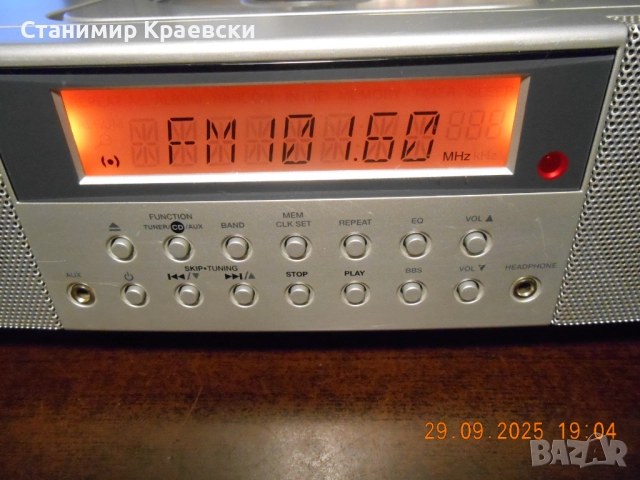 Станимир Краевски
FM 101.60
MHz
FUNCTION
TUNER/CD/AUX
BAND
MEM
CLK SET
REPEAT
EQ
VOL ▲
AUX
SKIP•TUNING
⏮/▼
⏭/▲
STOP
PLAY
BBS
VOL ▼
HEADPHONE
29.09.2025 19:04
BAZAR